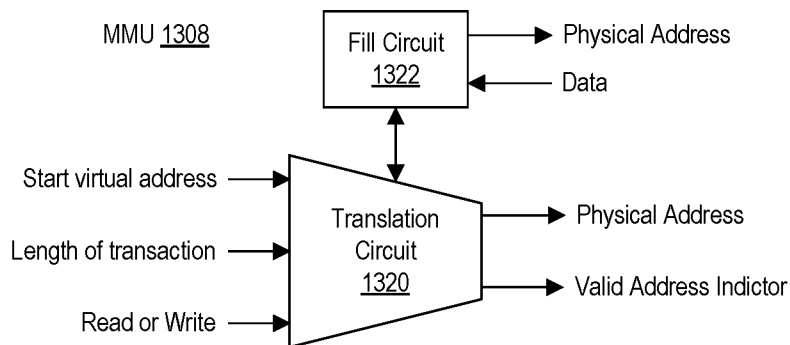 MMU 1308
Fill Circuit
1322
Physical Address
Data
Start virtual address
Length of transaction
Read or Write
Translation
Circuit
1320
Physical Address
Valid Address Indictor